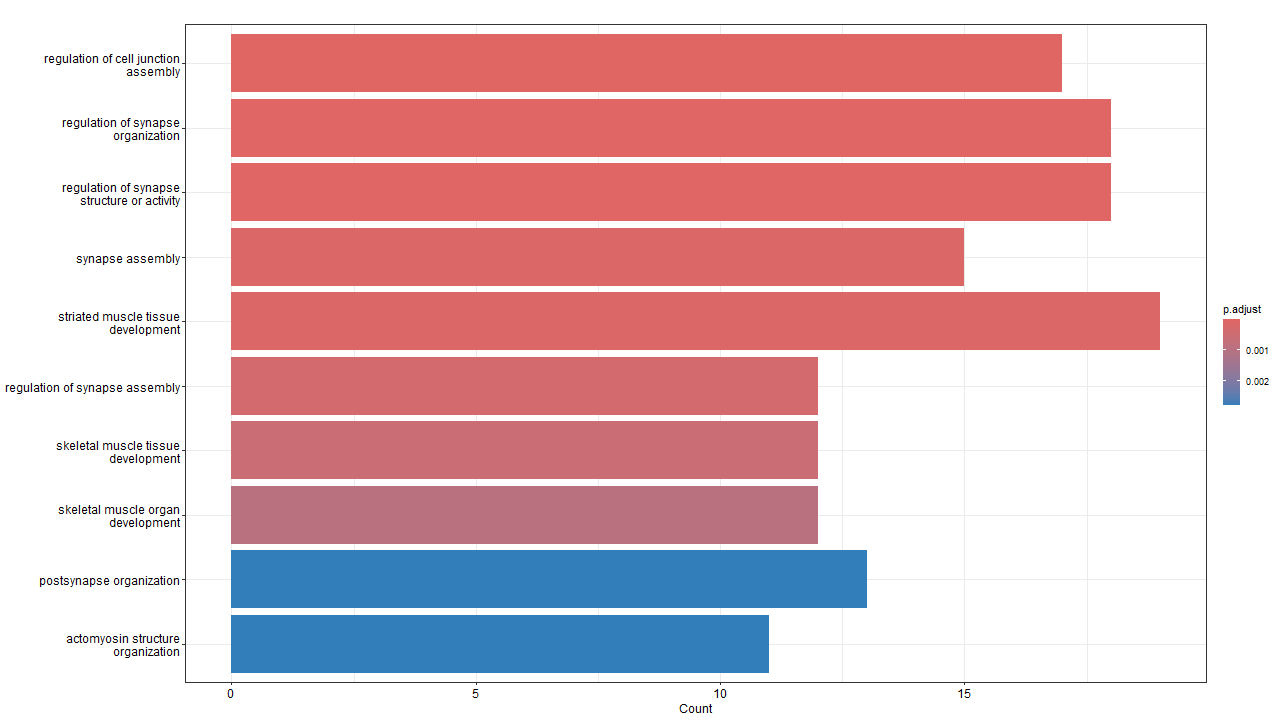 regulation of cell junction
assembly
regulation of synapse
organization
regulation of synapse
structure or activity
synapse assembly
striated muscle tissue
development
regulation of synapse assembly
skeletal muscle tissue
development
skeletal muscle organ
development
postsynapse organization
actomyosin structure
organization
0 5 10 15
Count
p.adjust
0.001
0.002